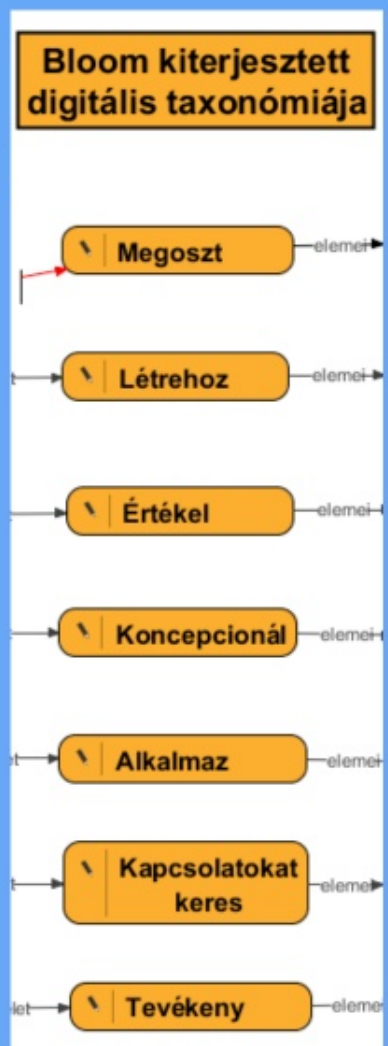 Bloom kiterjesztett
digitális taxonómiája
Megoszt
elemei
Létrehoz
elemei
Értékel
elemei
Koncepcionál
elemei
Alkalmaz
elemei
Kapcsolatokat
keres
elemei
Tevékeny